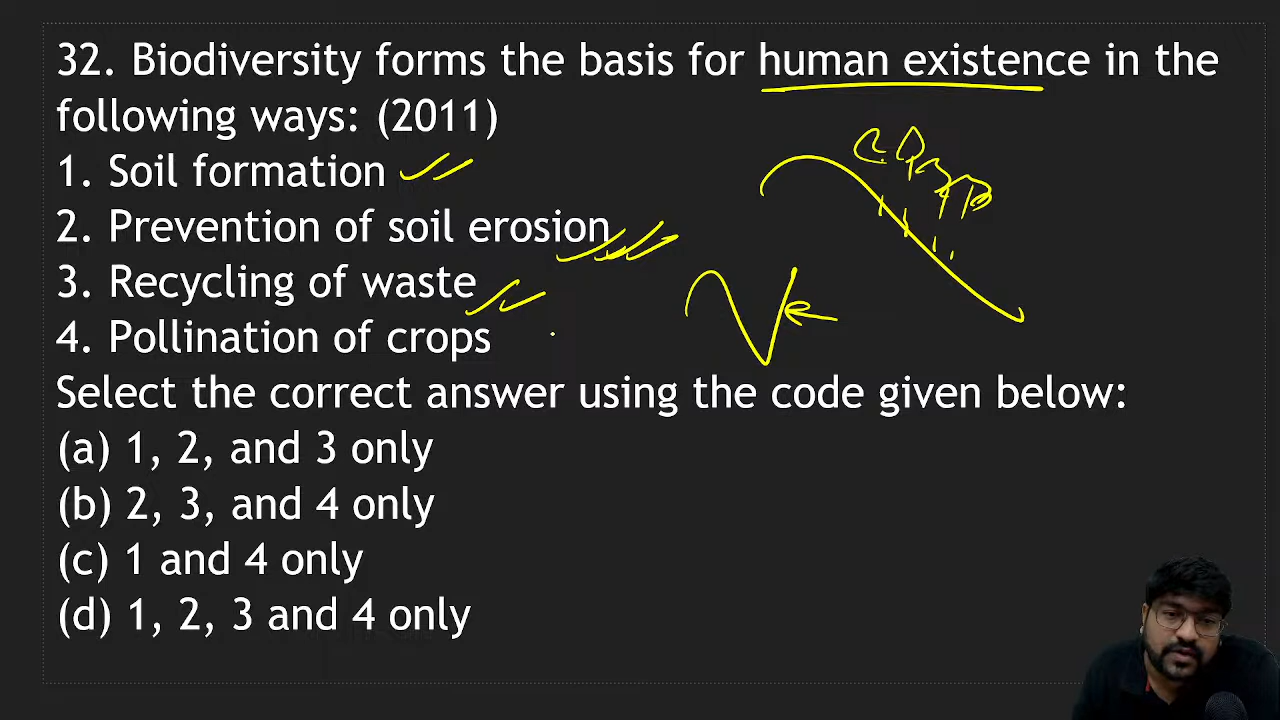 32. Biodiversity forms the basis for human existence in the
following ways: (2011)
1. Soil formation
2. Prevention of soil erosion
3. Recycling of waste
4. Pollination of crops
Select the correct answer using the code given below:
(a) 1, 2, and 3 only
(b) 2, 3, and 4 only
(c) 1 and 4 only
(d) 1, 2, 3 and 4 only